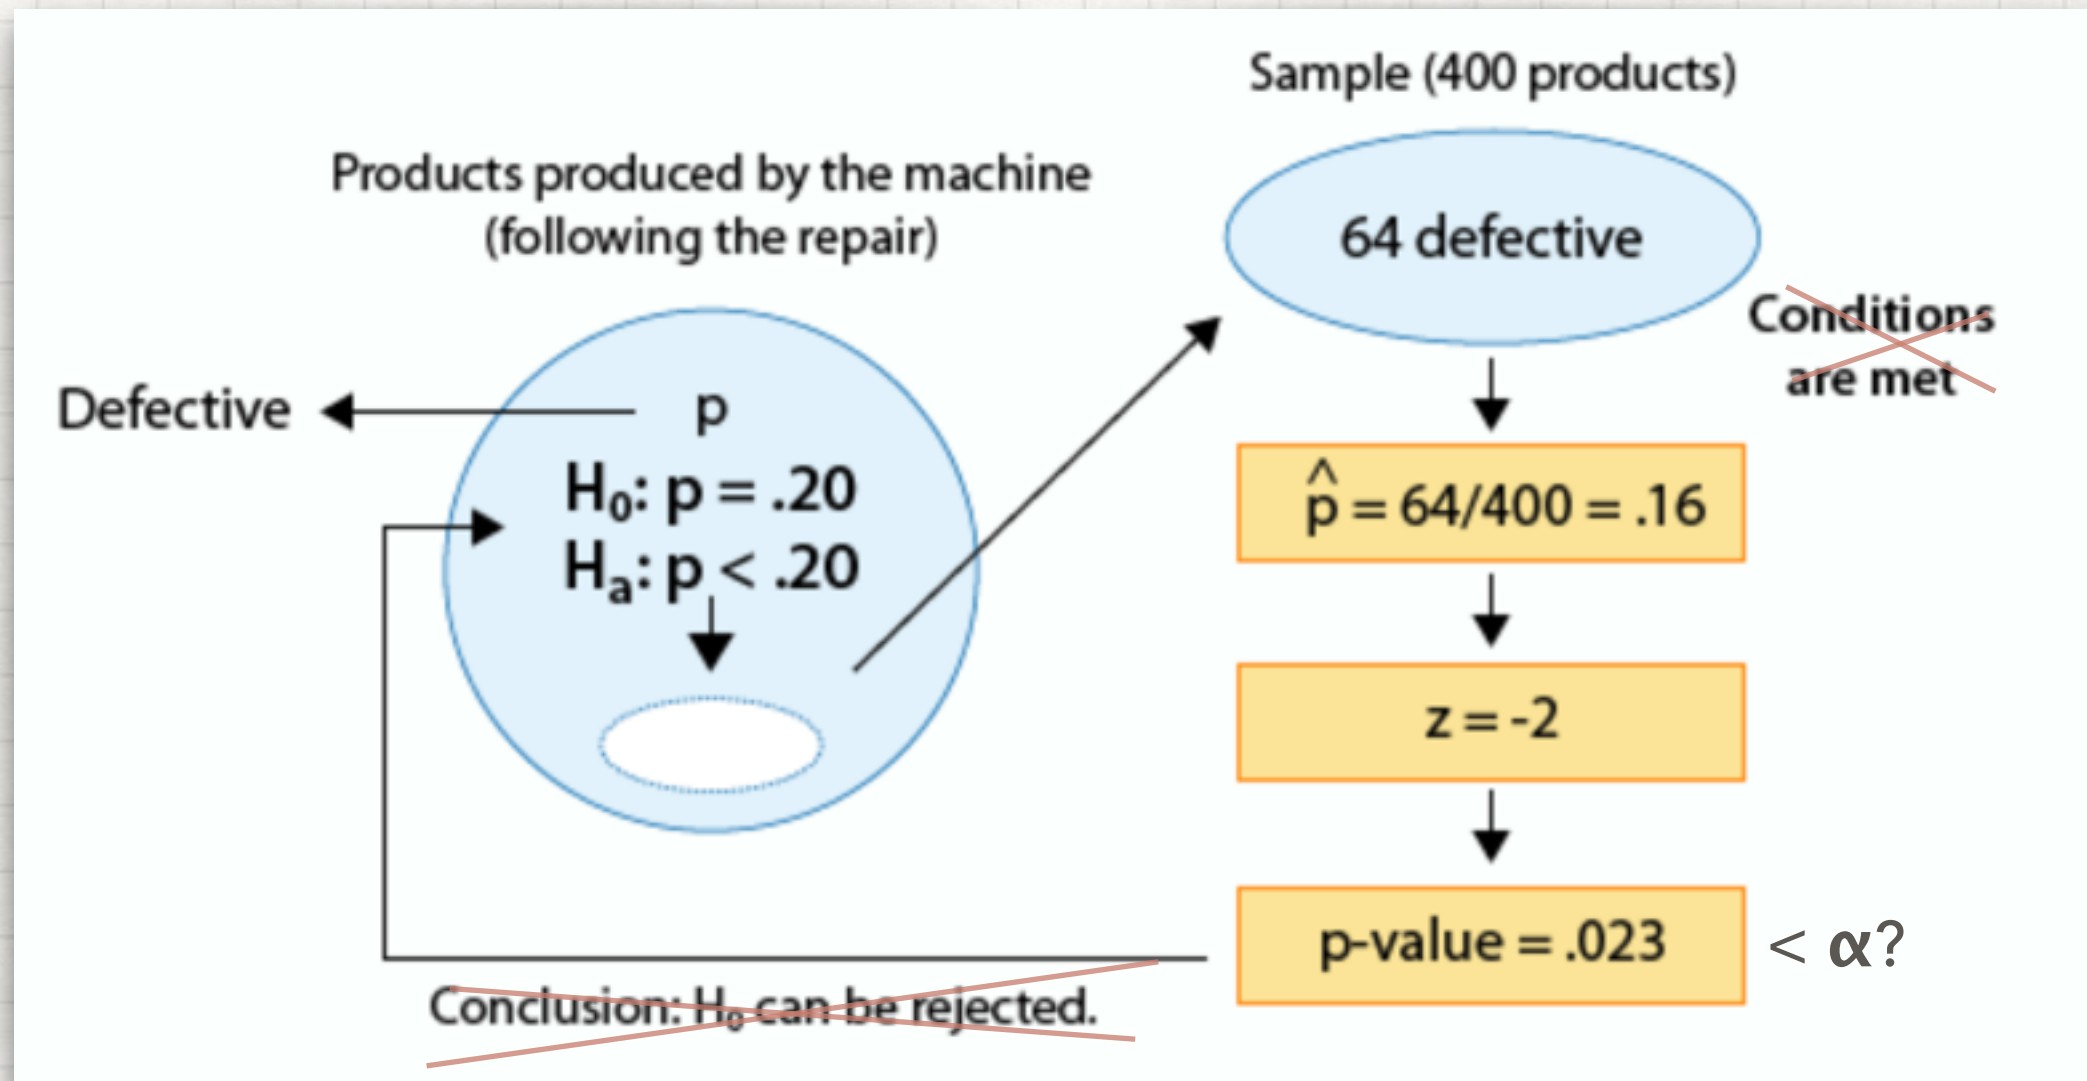 Sample (400 products)
Products produced by the machine
(following the repair)
64 defective
Conditions
are met
Defective
p
H₀: p = .20
Hₐ: p < .20
p̂ = 64/400 = .16
z = -2
p-value = .023
< α?
Conclusion: H₀ can be rejected.